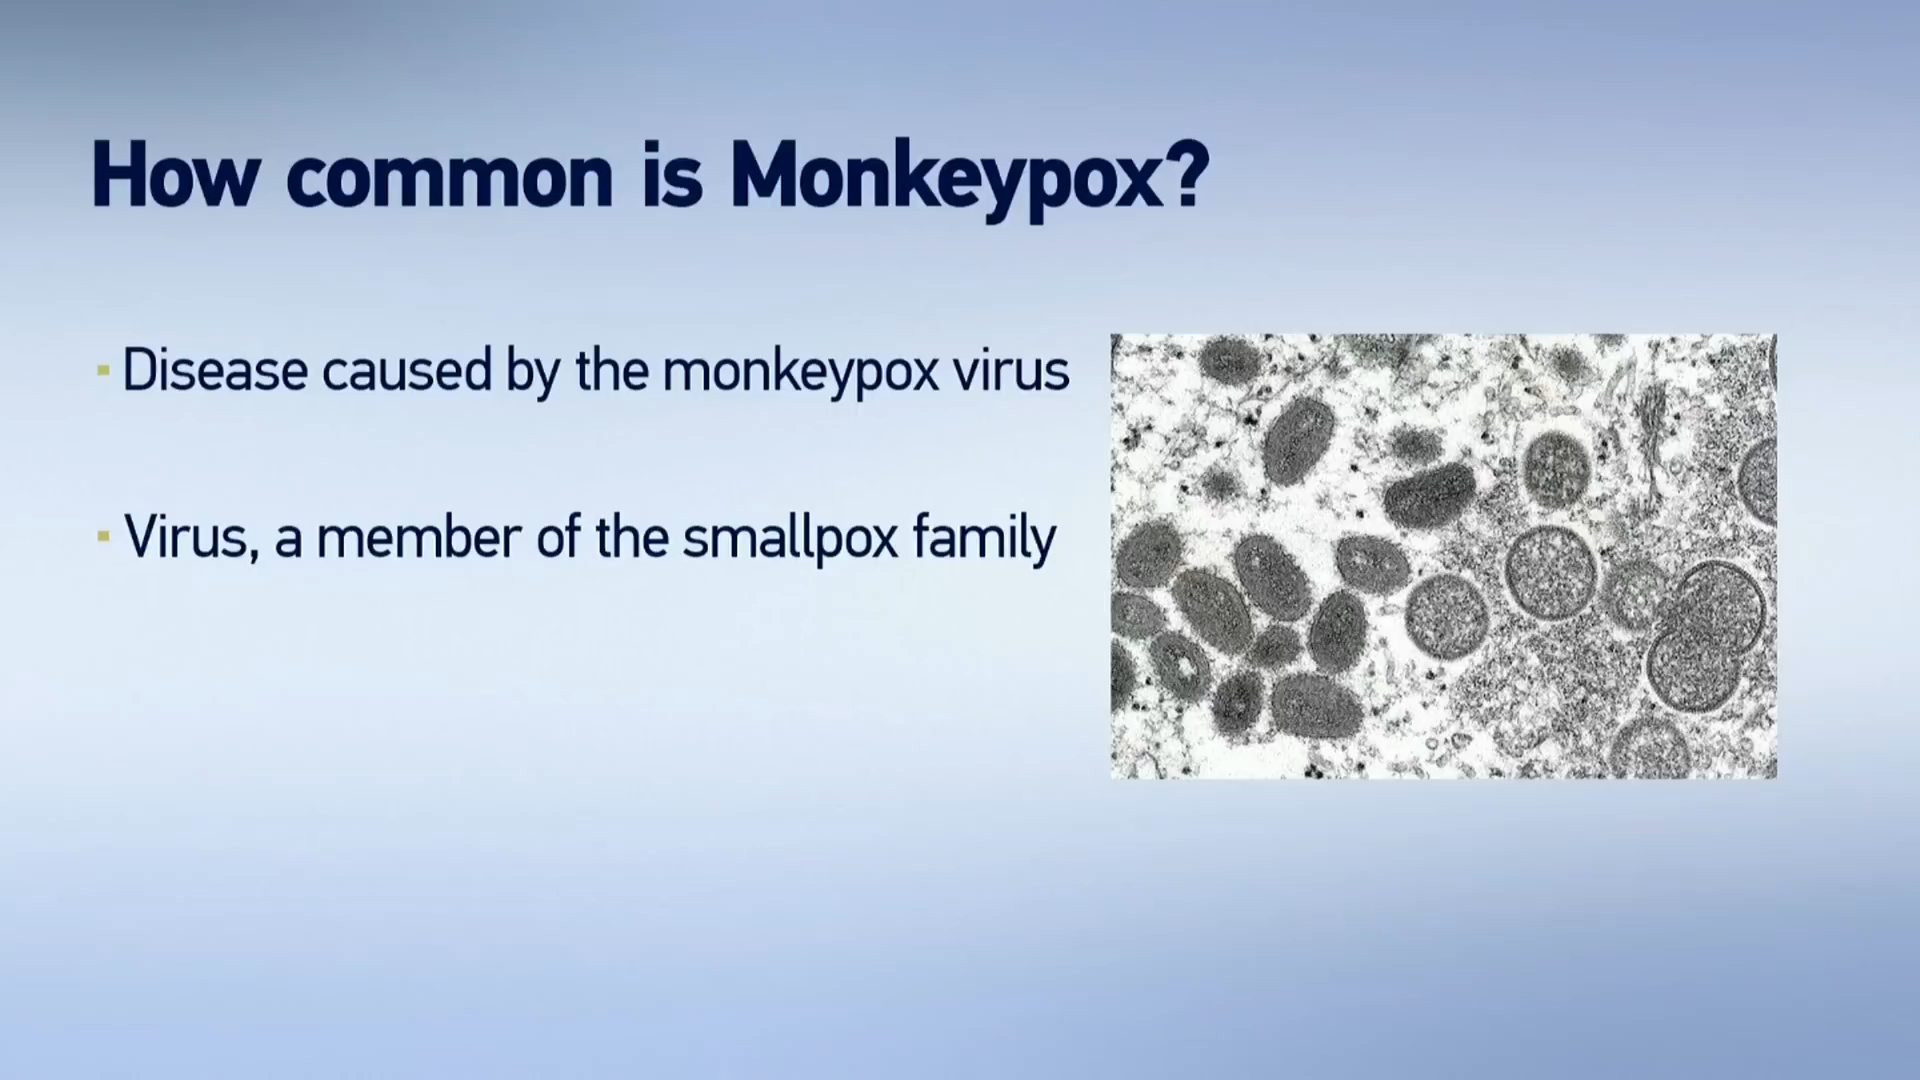 How common is Monkeypox?
Disease caused by the monkeypox virus
Virus, a member of the smallpox family